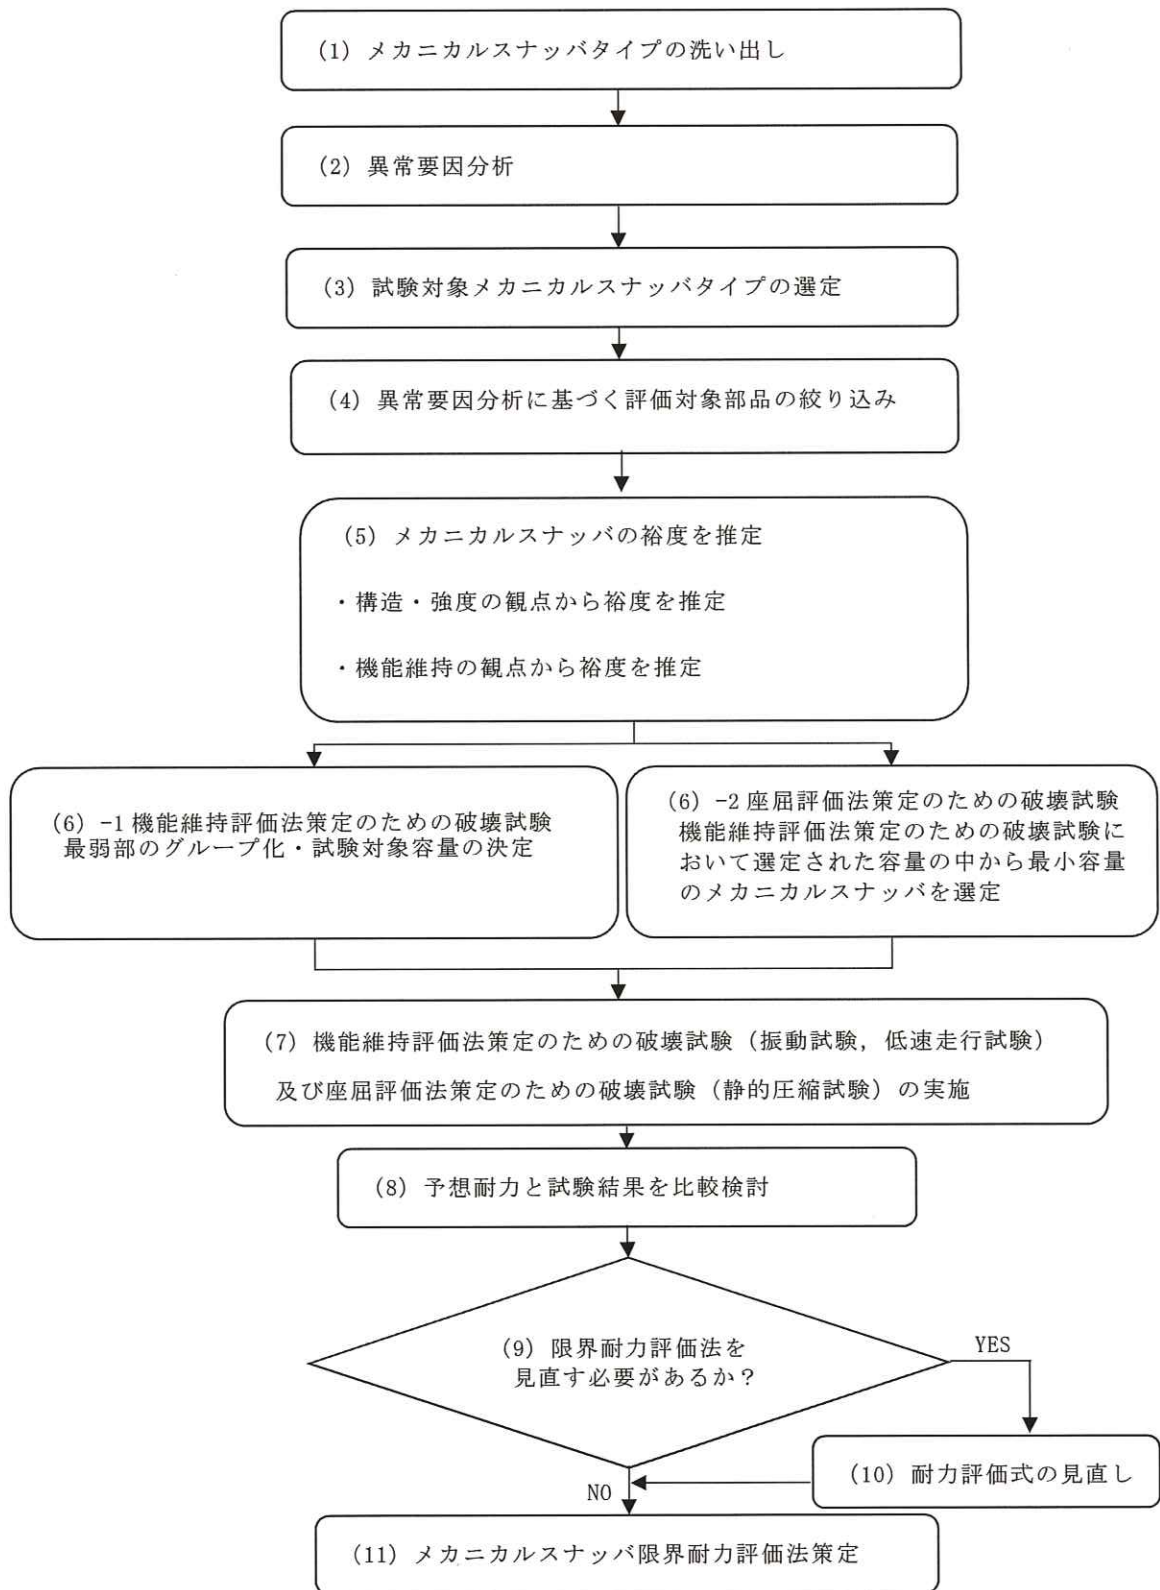 (1) メカニカルスナッバタイプの洗い出し
(2) 異常要因分析
(3) 試験対象メカニカルスナッバタイプの選定
(4) 異常要因分析に基づく評価対象部品の絞り込み
(5) メカニカルスナッバの裕度を推定
・構造・強度の観点から裕度を推定
・機能維持の観点から裕度を推定
(6) -1 機能維持評価法策定のための破壊試験
最弱部のグループ化・試験対象容量の決定
(6) -2 座屈評価法策定のための破壊試験
機能維持評価法策定のための破壊試験に
おいて選定された容量の中から最小容量
のメカニカルスナッバを選定
(7) 機能維持評価法策定のための破壊試験（振動試験, 低速走行試験）
及び座屈評価法策定のための破壊試験（静的圧縮試験）の実施
(8) 予想耐力と試験結果を比較検討
(9) 限界耐力評価法を
見直す必要があるか？
YES
(10) 耐力評価式の見直し
NO
(11) メカニカルスナッバ限界耐力評価法策定